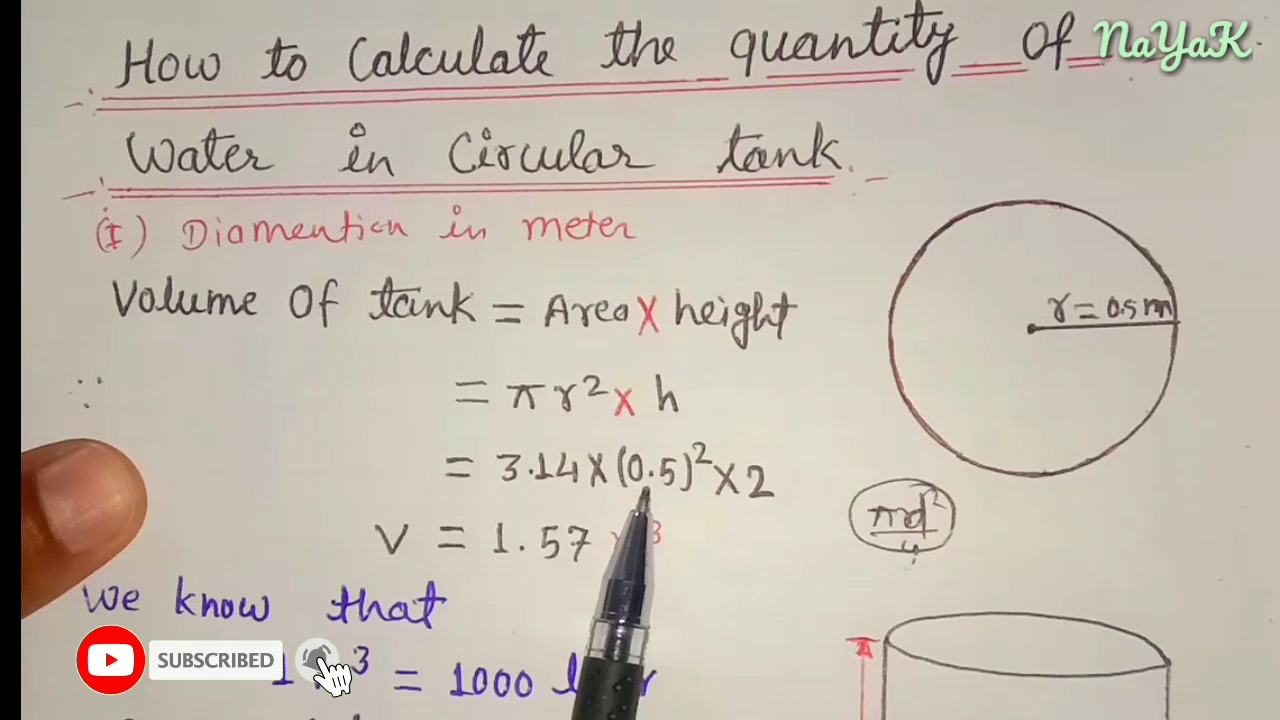 How to Calculate the quantity Of
NaYaK
Water in Circular tank.
(I) Diamention in meter
Volume Of tank = Area X height
r = 0.5 m
∵
= πr² x h
= 3.14 X (0.5)² X 2
πd²/4
V = 1.57
We know that
SUBSCRIBED
= 1000